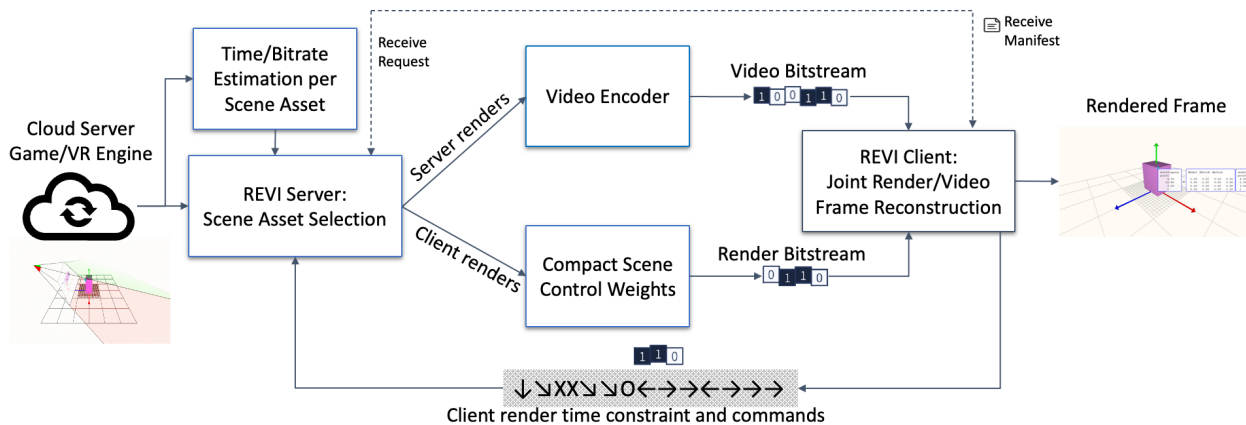 Receive
Request
Receive
Manifest
Time/Bitrate
Estimation per
Scene Asset
Cloud Server
Game/VR Engine
REVI Server:
Scene Asset Selection
Server renders
Client renders
Video Encoder
Compact Scene
Control Weights
Video Bitstream
1 0 0 1 1 0
Render Bitstream
0 1 1 0
REVI Client:
Joint Render/Video
Frame Reconstruction
Rendered Frame
1 1 0
↓↘XX↘↘O←→→←→→→
Client render time constraint and commands